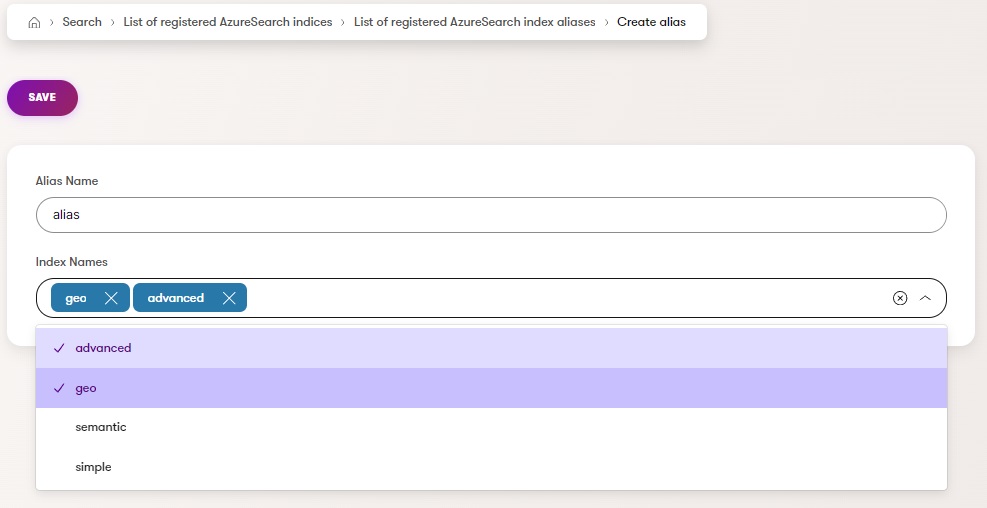 Search > List of registered AzureSearch indices > List of registered AzureSearch index aliases > Create alias
SAVE
Alias Name
alias
Index Names
geo advanced
advanced
geo
semantic
simple